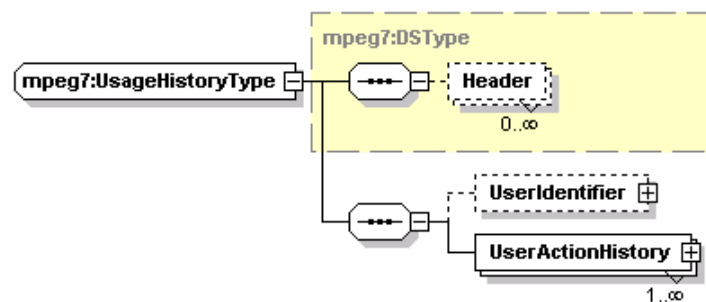 mpeg7:DSType
mpeg7:UsageHistoryType
Header
0..∞
UserIdentifier
UserActionHistory
1..∞